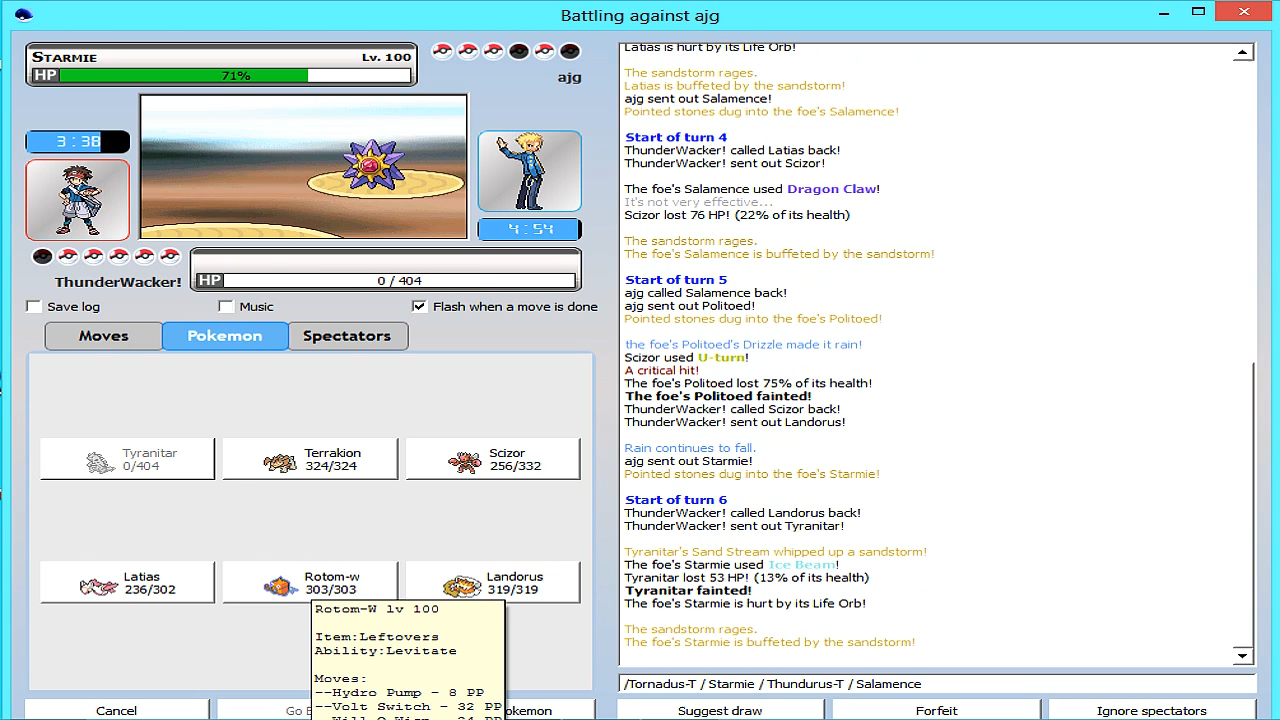 Battling against ajg
STARMIE Lv. 100
HP 71%
ajg
3:38
4:54
ThunderWacker!
HP 0 / 404
Save log Music Flash when a move is done
Moves Pokemon Spectators
Tyranitar
0/404
Terrakion
324/324
Scizor
256/332
Latias
236/302
Rotom-w
303/303
Landorus
319/319
Rotom-W lv 100
Item:Leftovers
Ability:Levitate
Moves:
--Hydro Pump - 8 PP
--Volt Switch - 32 PP
Cancel
Latias is hurt by its Life Orb!
The sandstorm rages.
Latias is buffeted by the sandstorm!
ajg sent out Salamence!
Pointed stones dug into the foe's Salamence!
Start of turn 4
ThunderWacker! called Latias back!
ThunderWacker! sent out Scizor!
The foe's Salamence used Dragon Claw!
It's not very effective...
Scizor lost 76 HP! (22% of its health)
The sandstorm rages.
The foe's Salamence is buffeted by the sandstorm!
Start of turn 5
ajg called Salamence back!
ajg sent out Politoed!
Pointed stones dug into the foe's Politoed!
the foe's Politoed's Drizzle made it rain!
Scizor used U-turn!
A critical hit!
The foe's Politoed lost 75% of its health!
The foe's Politoed fainted!
ThunderWacker! called Scizor back!
ThunderWacker! sent out Landorus!
Rain continues to fall.
ajg sent out Starmie!
Pointed stones dug into the foe's Starmie!
Start of turn 6
ThunderWacker! called Landorus back!
ThunderWacker! sent out Tyranitar!
Tyranitar's Sand Stream whipped up a sandstorm!
The foe's Starmie used Ice Beam!
Tyranitar lost 53 HP! (13% of its health)
Tyranitar fainted!
The foe's Starmie is hurt by its Life Orb!
The sandstorm rages.
The foe's Starmie is buffeted by the sandstorm!
/Tornadus-T / Starmie / Thundurus-T / Salamence
Suggest draw Forfeit Ignore spectators